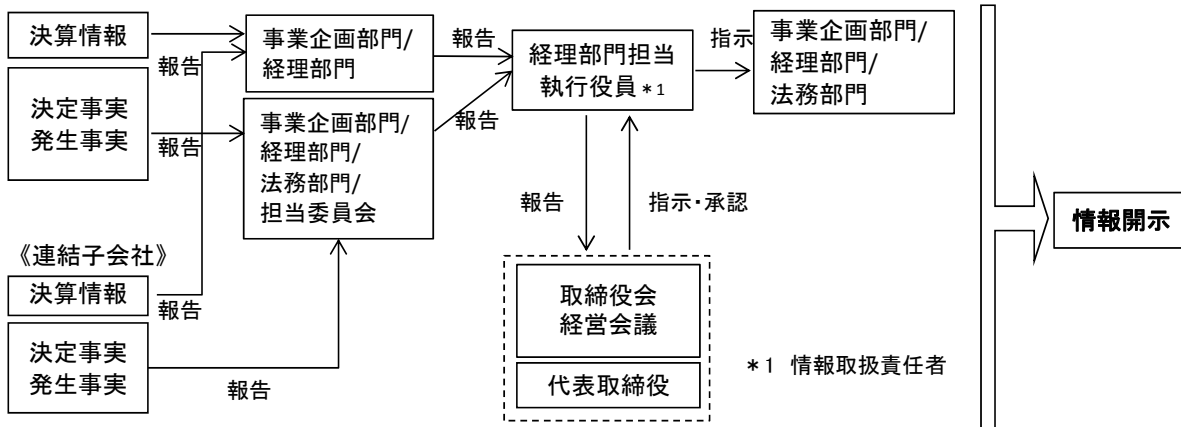 決算情報
報告
決定事実
発生事実
報告
《連結子会社》
決算情報
報告
決定事実
発生事実
報告
事業企画部門/
経理部門
報告
事業企画部門/
経理部門/
法務部門/
担当委員会
報告
経理部門担当
執行役員*1
報告
指示・承認
取締役会
経営会議
代表取締役
指示
事業企画部門/
経理部門/
法務部門
*1 情報取扱責任者
情報開示